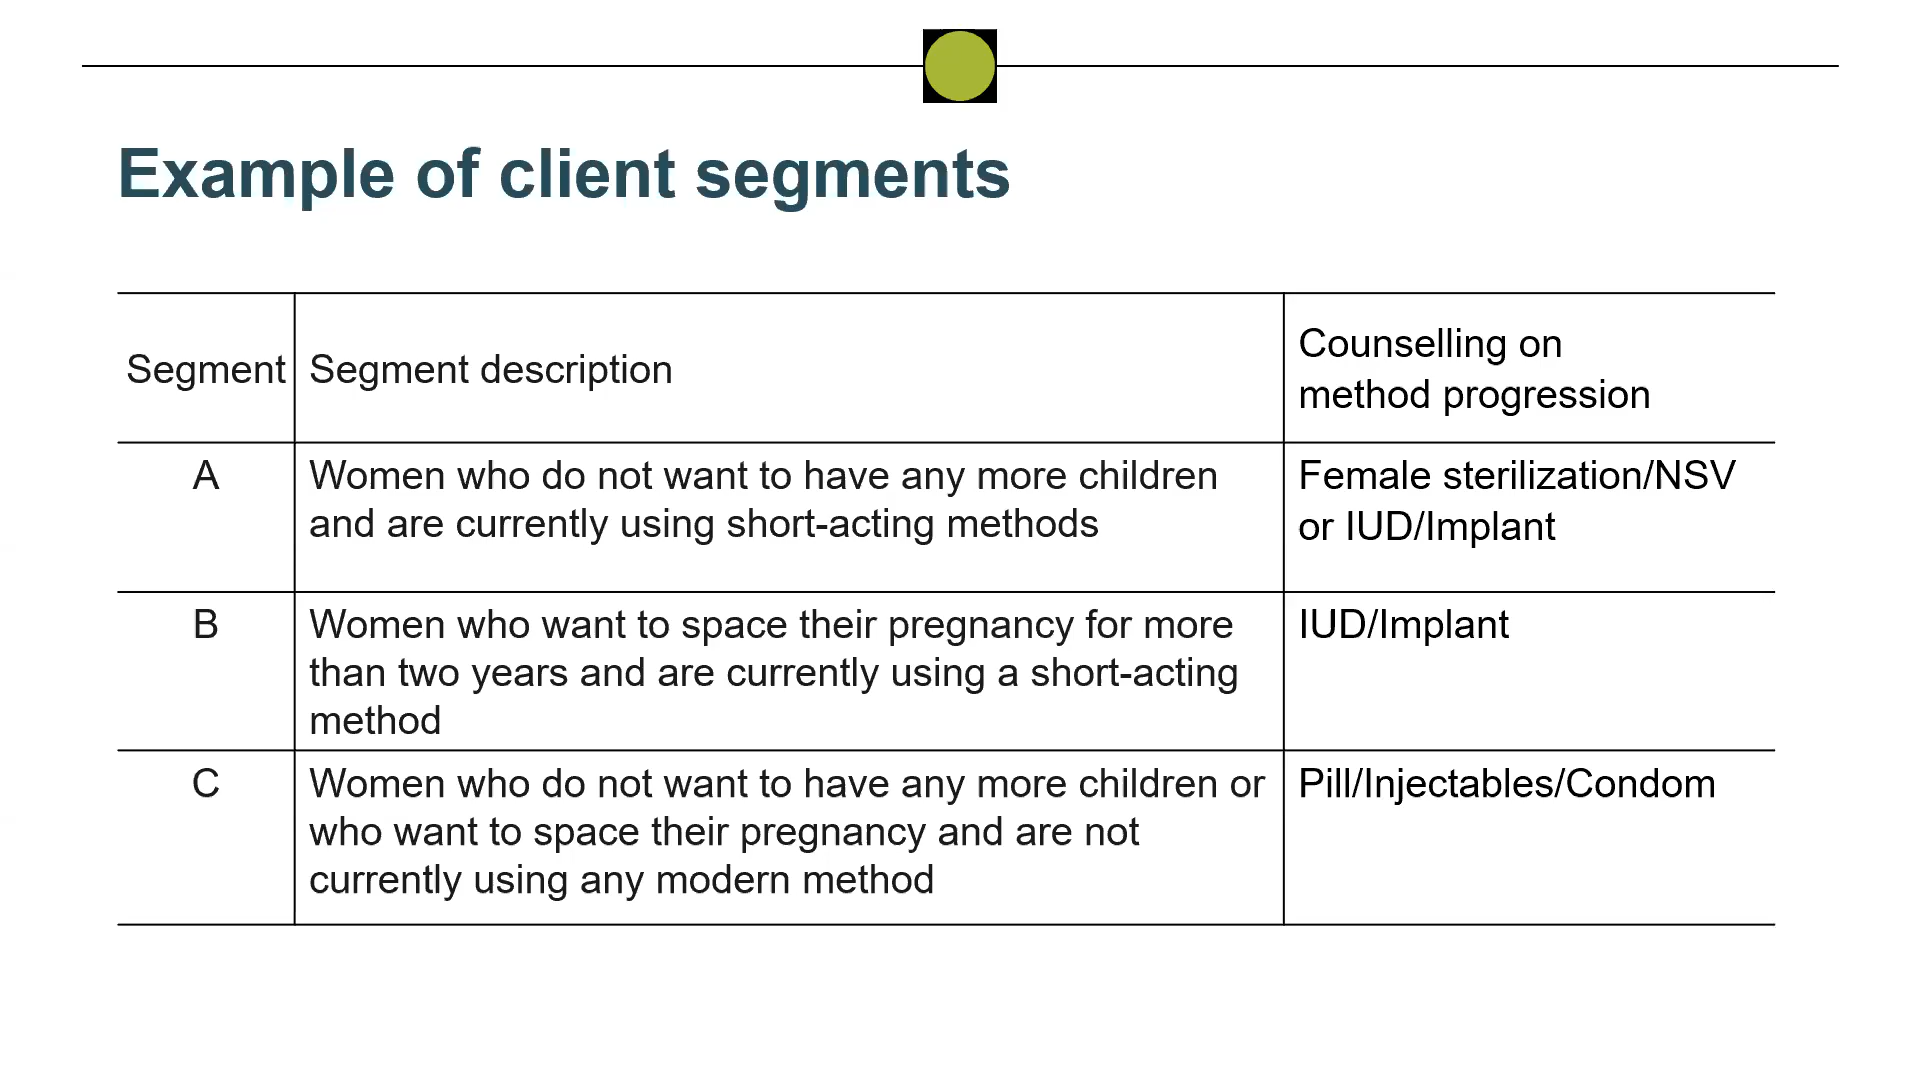 Example of client segments
Segment
Segment description
Counselling on
method progression
A
Women who do not want to have any more children
and are currently using short-acting methods
Female sterilization/NSV
or IUD/Implant
B
Women who want to space their pregnancy for more
than two years and are currently using a short-acting
method
IUD/Implant
C
Women who do not want to have any more children or
who want to space their pregnancy and are not
currently using any modern method
Pill/Injectables/Condom